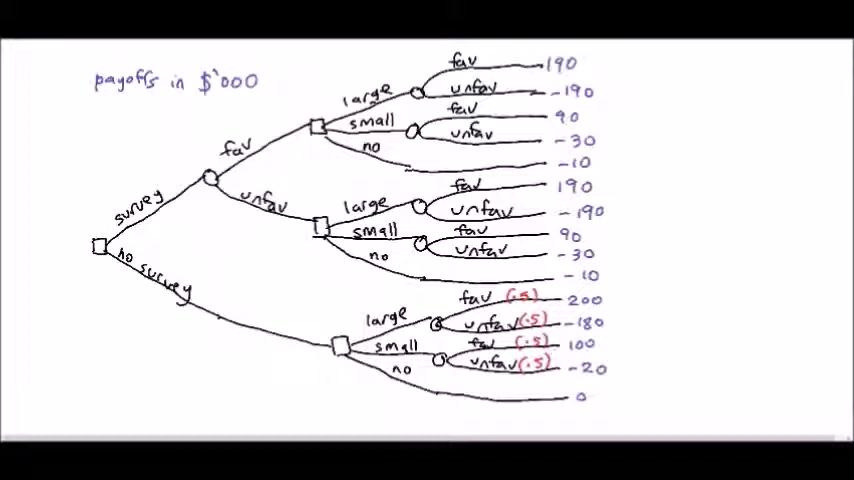 payoffs in $'000
fav 190
large unfav -190
fav 90
small unfav -30
fav no -10
survey
fav 190
unfav large unfav -190
small fav 90
unfav -30
no -10
no survey
fav (.5) 200
large unfav (.5) -180
small fav (.5) 100
unfav (.5) -20
no 0